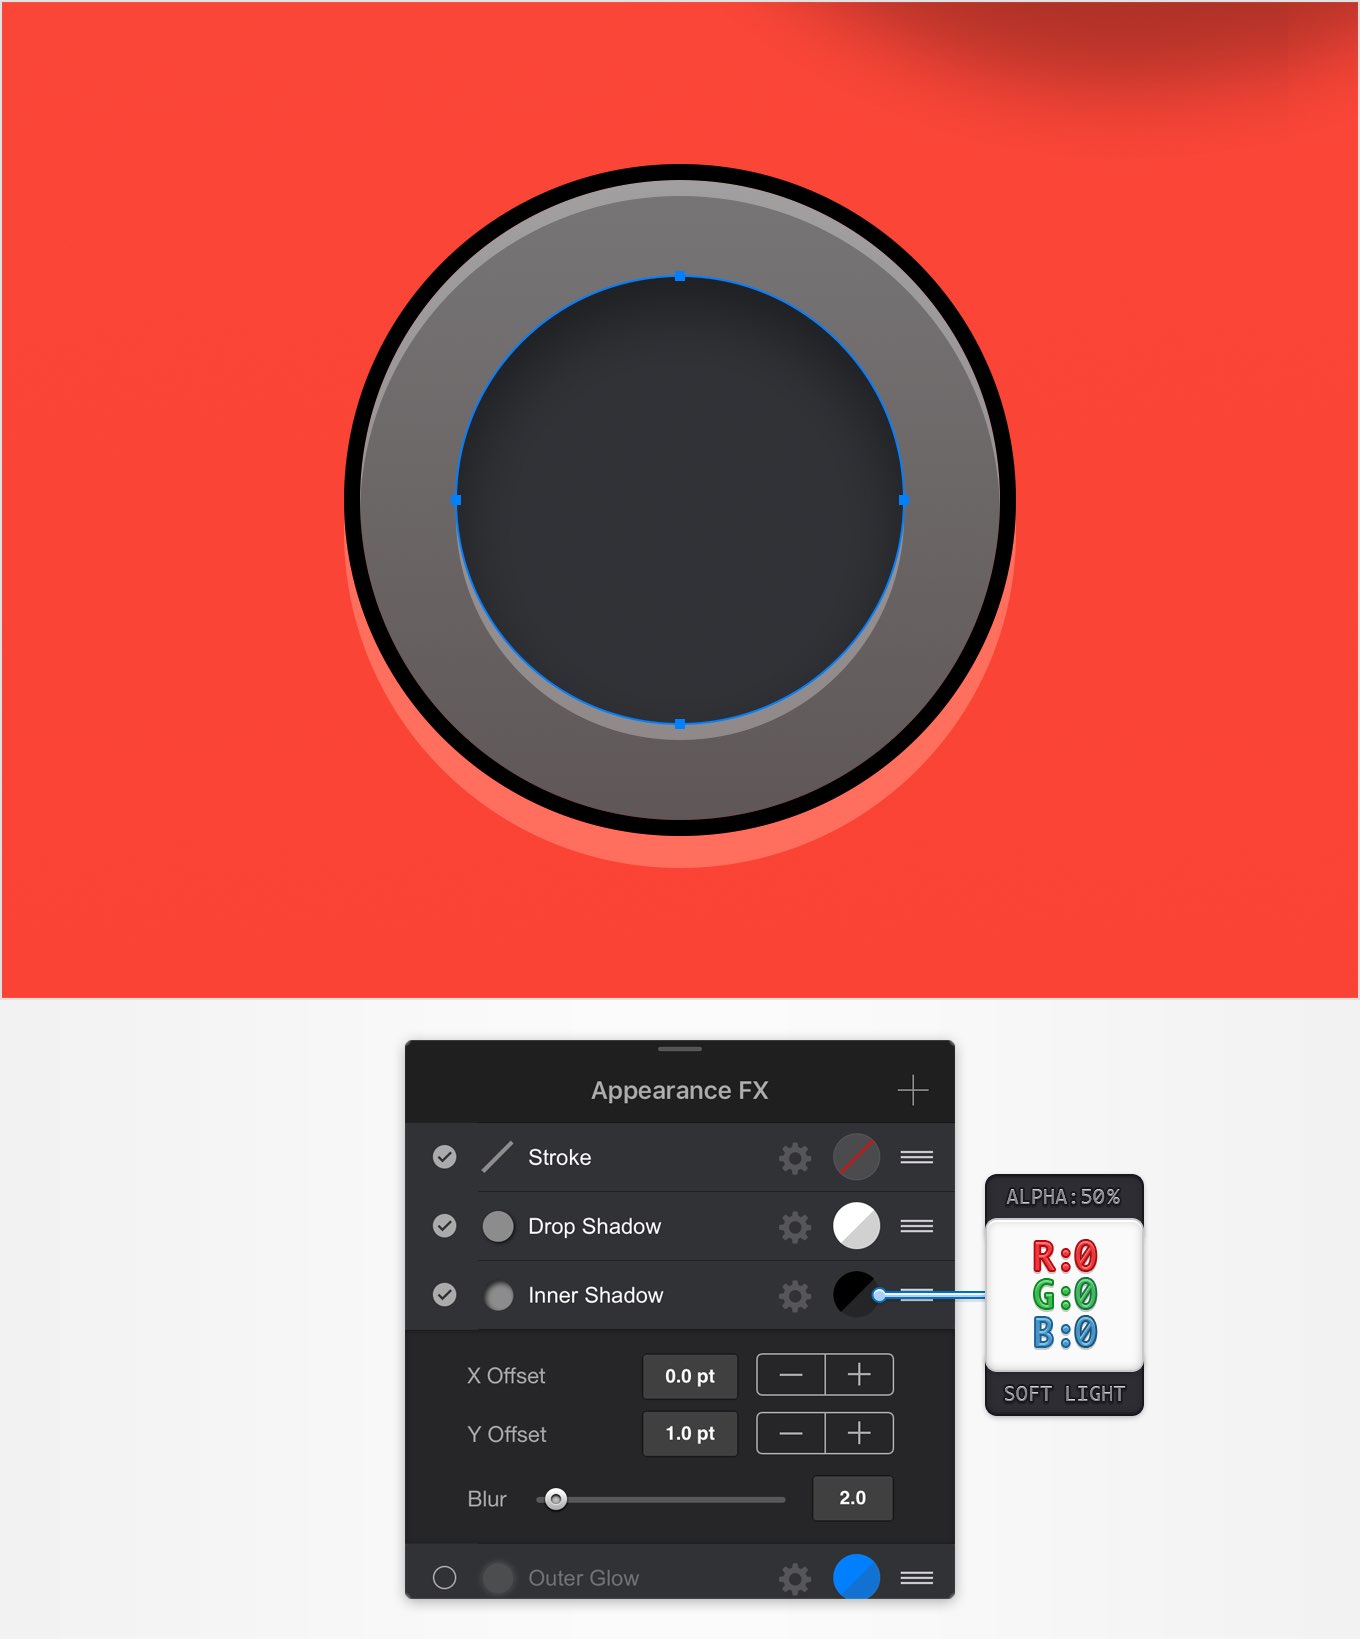 Appearance FX
Stroke
Drop Shadow
Inner Shadow
X Offset 0.0 pt
Y Offset 1.0 pt
Blur 2.0
Outer Glow
ALPHA:50%
R:0
G:0
B:0
SOFT LIGHT